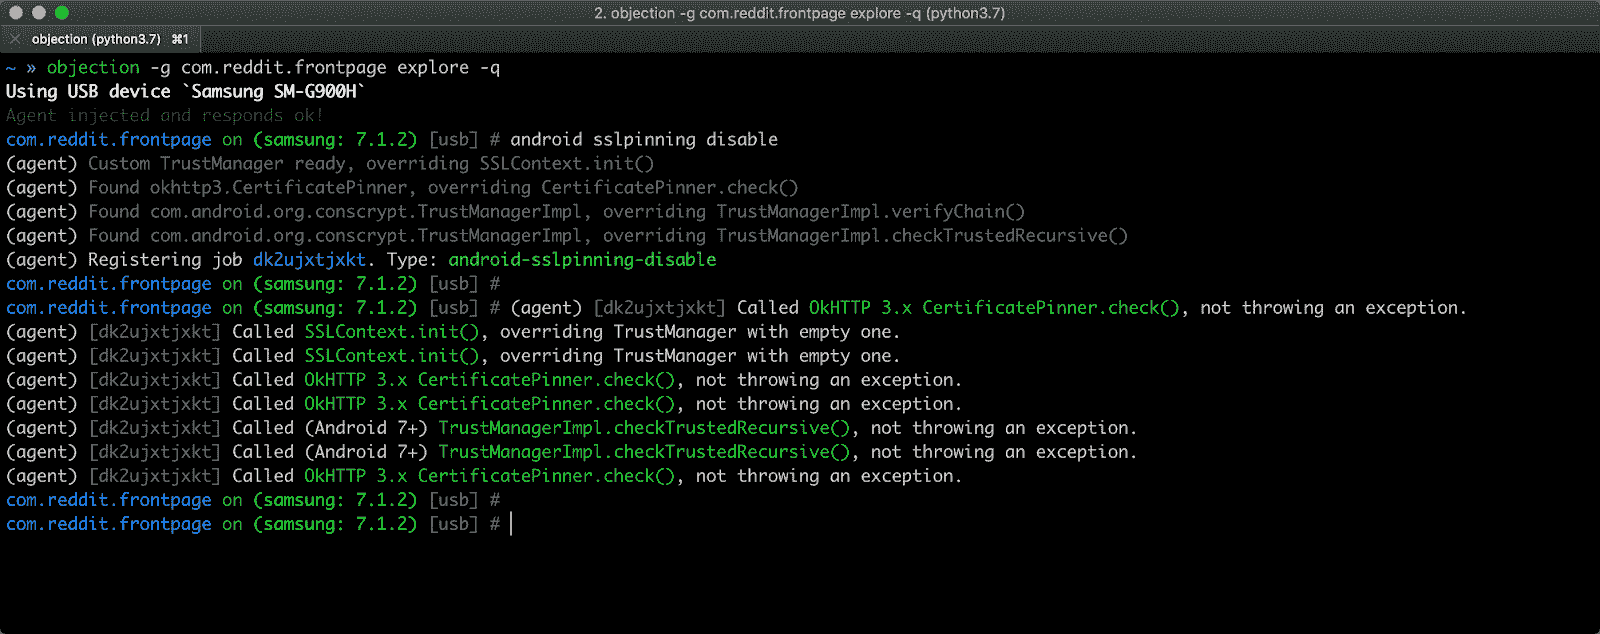 2. objection -g com.reddit.frontpage explore -q (python3.7)
objection (python3.7) ⌘1
~ » objection -g com.reddit.frontpage explore -q
Using USB device `Samsung SM-G900H`
Agent injected and responds ok!
com.reddit.frontpage on (samsung: 7.1.2) [usb] # android sslpinning disable
(agent) Custom TrustManager ready, overriding SSLContext.init()
(agent) Found okhttp3.CertificatePinner, overriding CertificatePinner.check()
(agent) Found com.android.org.conscrypt.TrustManagerImpl, overriding TrustManagerImpl.verifyChain()
(agent) Found com.android.org.conscrypt.TrustManagerImpl, overriding TrustManagerImpl.checkTrustedRecursive()
(agent) Registering job dk2ujxtjxkt. Type: android-sslpinning-disable
com.reddit.frontpage on (samsung: 7.1.2) [usb] #
com.reddit.frontpage on (samsung: 7.1.2) [usb] # (agent) [dk2ujxtjxkt] Called OkHTTP 3.x CertificatePinner.check(), not throwing an exception.
(agent) [dk2ujxtjxkt] Called SSLContext.init(), overriding TrustManager with empty one.
(agent) [dk2ujxtjxkt] Called SSLContext.init(), overriding TrustManager with empty one.
(agent) [dk2ujxtjxkt] Called OkHTTP 3.x CertificatePinner.check(), not throwing an exception.
(agent) [dk2ujxtjxkt] Called OkHTTP 3.x CertificatePinner.check(), not throwing an exception.
(agent) [dk2ujxtjxkt] Called (Android 7+) TrustManagerImpl.checkTrustedRecursive(), not throwing an exception.
(agent) [dk2ujxtjxkt] Called (Android 7+) TrustManagerImpl.checkTrustedRecursive(), not throwing an exception.
(agent) [dk2ujxtjxkt] Called OkHTTP 3.x CertificatePinner.check(), not throwing an exception.
com.reddit.frontpage on (samsung: 7.1.2) [usb] #
com.reddit.frontpage on (samsung: 7.1.2) [usb] #